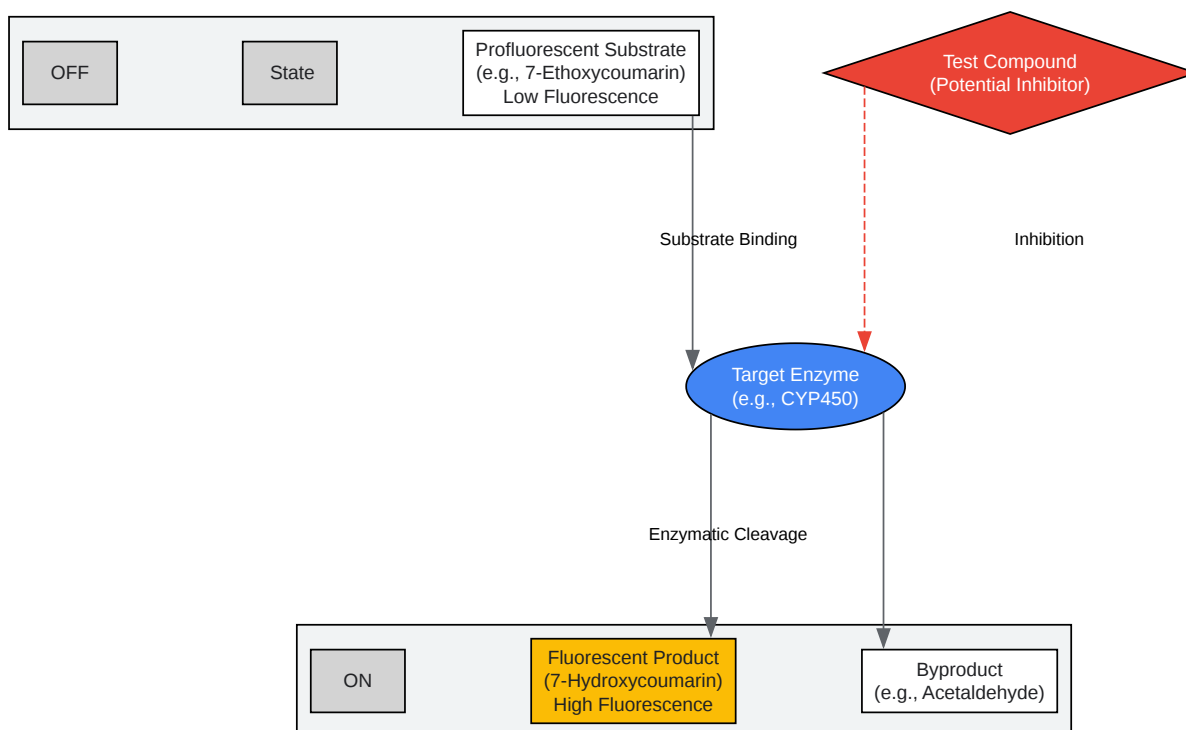 OFF
State
Profluorescent Substrate
(e.g., 7-Ethoxycoumarin)
Low Fluorescence
Test Compound
(Potential Inhibitor)
Substrate Binding
Inhibition
Target Enzyme
(e.g., CYP450)
Enzymatic Cleavage
ON
Fluorescent Product
(7-Hydroxycoumarin)
High Fluorescence
Byproduct
(e.g., Acetaldehyde)